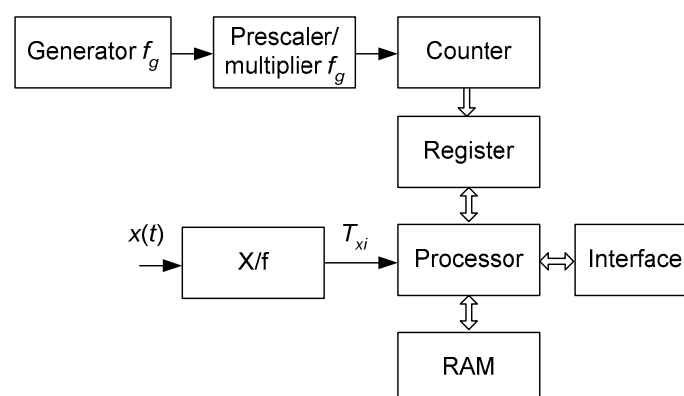 Generator f_g
Prescaler/
multiplier f_g
Counter
Register
x(t)
X/f
T_xi
Processor
Interface
RAM